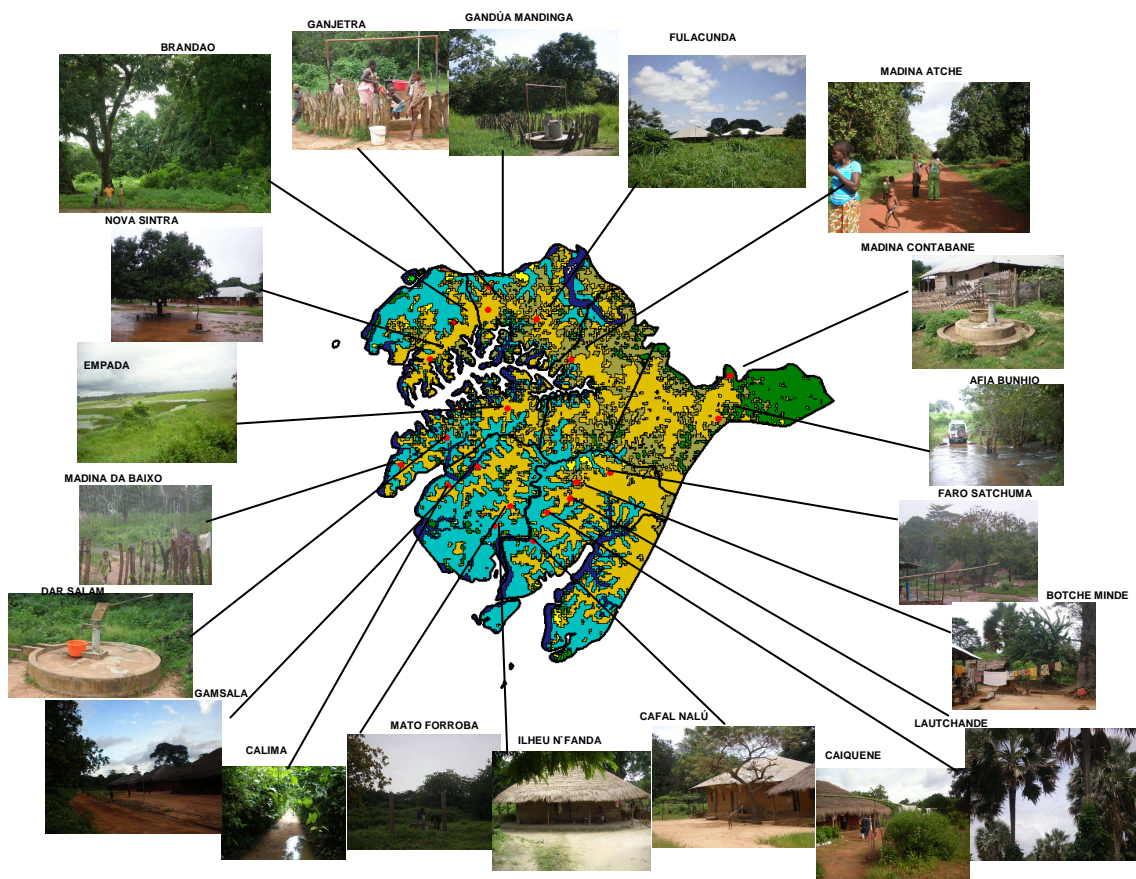 GANDÚA MANDINGA
GANJETRA
FULACUNDA
BRANDAO
MADINA ATCHE
NOVA SINTRA
MADINA CONTABANE
EMPADA
AFIA BUNHIO
MADINA DA BAIXO
FARO SATCHUMA
DAR SALAM
BOTCHE MINDE
GAMSALA
CAFAL NALÚ
LAUTCHANDE
MATO FORROBA
ILHEU N`FANDA
CALIMA
CAIQUENE